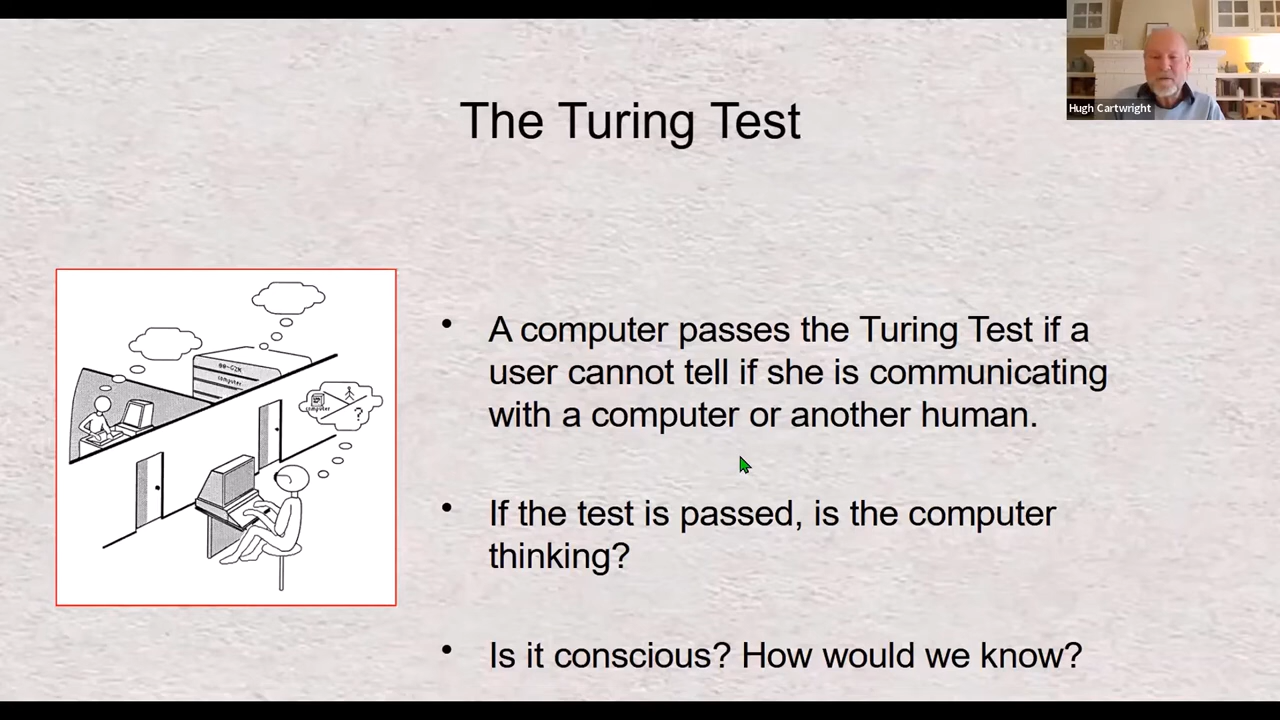 The Turing Test
Hugh Cartwright
computer
computer
?
• A computer passes the Turing Test if a
user cannot tell if she is communicating
with a computer or another human.
• If the test is passed, is the computer
thinking?
• Is it conscious? How would we know?